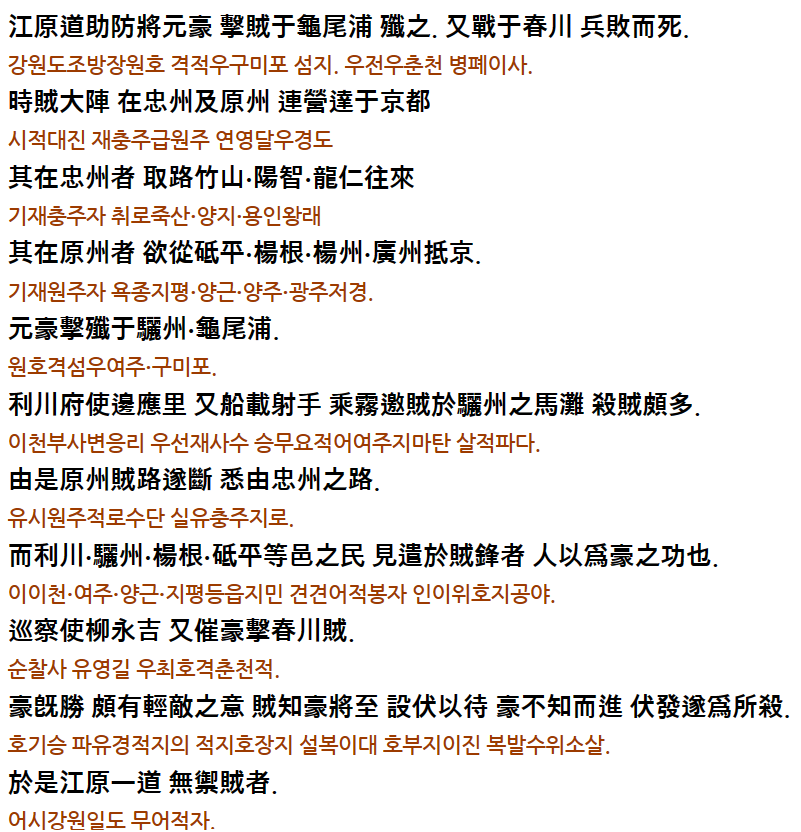 江原道助防將元豪 擊賊于龜尾浦 殲之. 又戰于春川 兵敗而死.
강원도조방장원호 격적우구미포 섬지. 우전우춘천 병폐이사.
時賊大陣 在忠州及原州 連營達于京都
시적대진 재충주급원주 연영달우경도
其在忠州者 取路竹山·陽智·龍仁往來
기재충주자 취로죽산·양지·용인왕래
其在原州者 欲從砥平·楊根·楊州·廣州抵京.
기재원주자 욕종지평·양근·양주·광주저경.
元豪擊殲于驪州·龜尾浦.
원호격섬우여주·구미포.
利川府使邊應里 又船載射手 乘霧邀賊於驪州之馬灘 殺賊頗多.
이천부사변응리 우선재사수 승무요적어여주지마탄 살적파다.
由是原州賊路遂斷 悉由忠州之路.
유시원주적로수단 실유충주지로.
而利川·驪州·楊根·砥平等邑之民 見遣於賊鋒者 人以爲豪之功也.
이이천·여주·양근·지평등읍지민 견견어적봉자 인이위호지공야.
巡察使柳永吉 又催豪擊春川賊.
순찰사 유영길 우최호격춘천적.
豪旣勝 頗有輕敵之意 賊知豪將至 設伏以待 豪不知而進 伏發遂爲所殺.
호기승 파유경적지의 적지호장지 설복이대 호부지이진 복발수위소살.
於是江原一道 無禦賊者.
어시강원일도 무어적자.